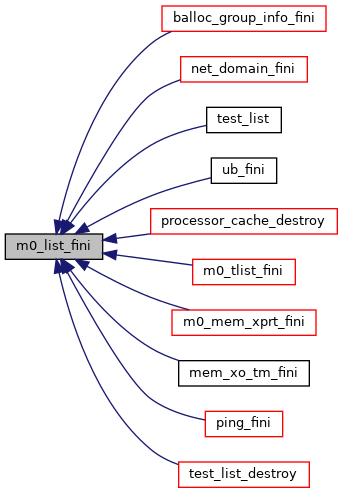 balloc_group_info_fini
net_domain_fini
test_list
ub_fini
processor_cache_destroy
m0_list_fini
m0_tlist_fini
m0_mem_xprt_fini
mem_xo_tm_fini
ping_fini
test_list_destroy